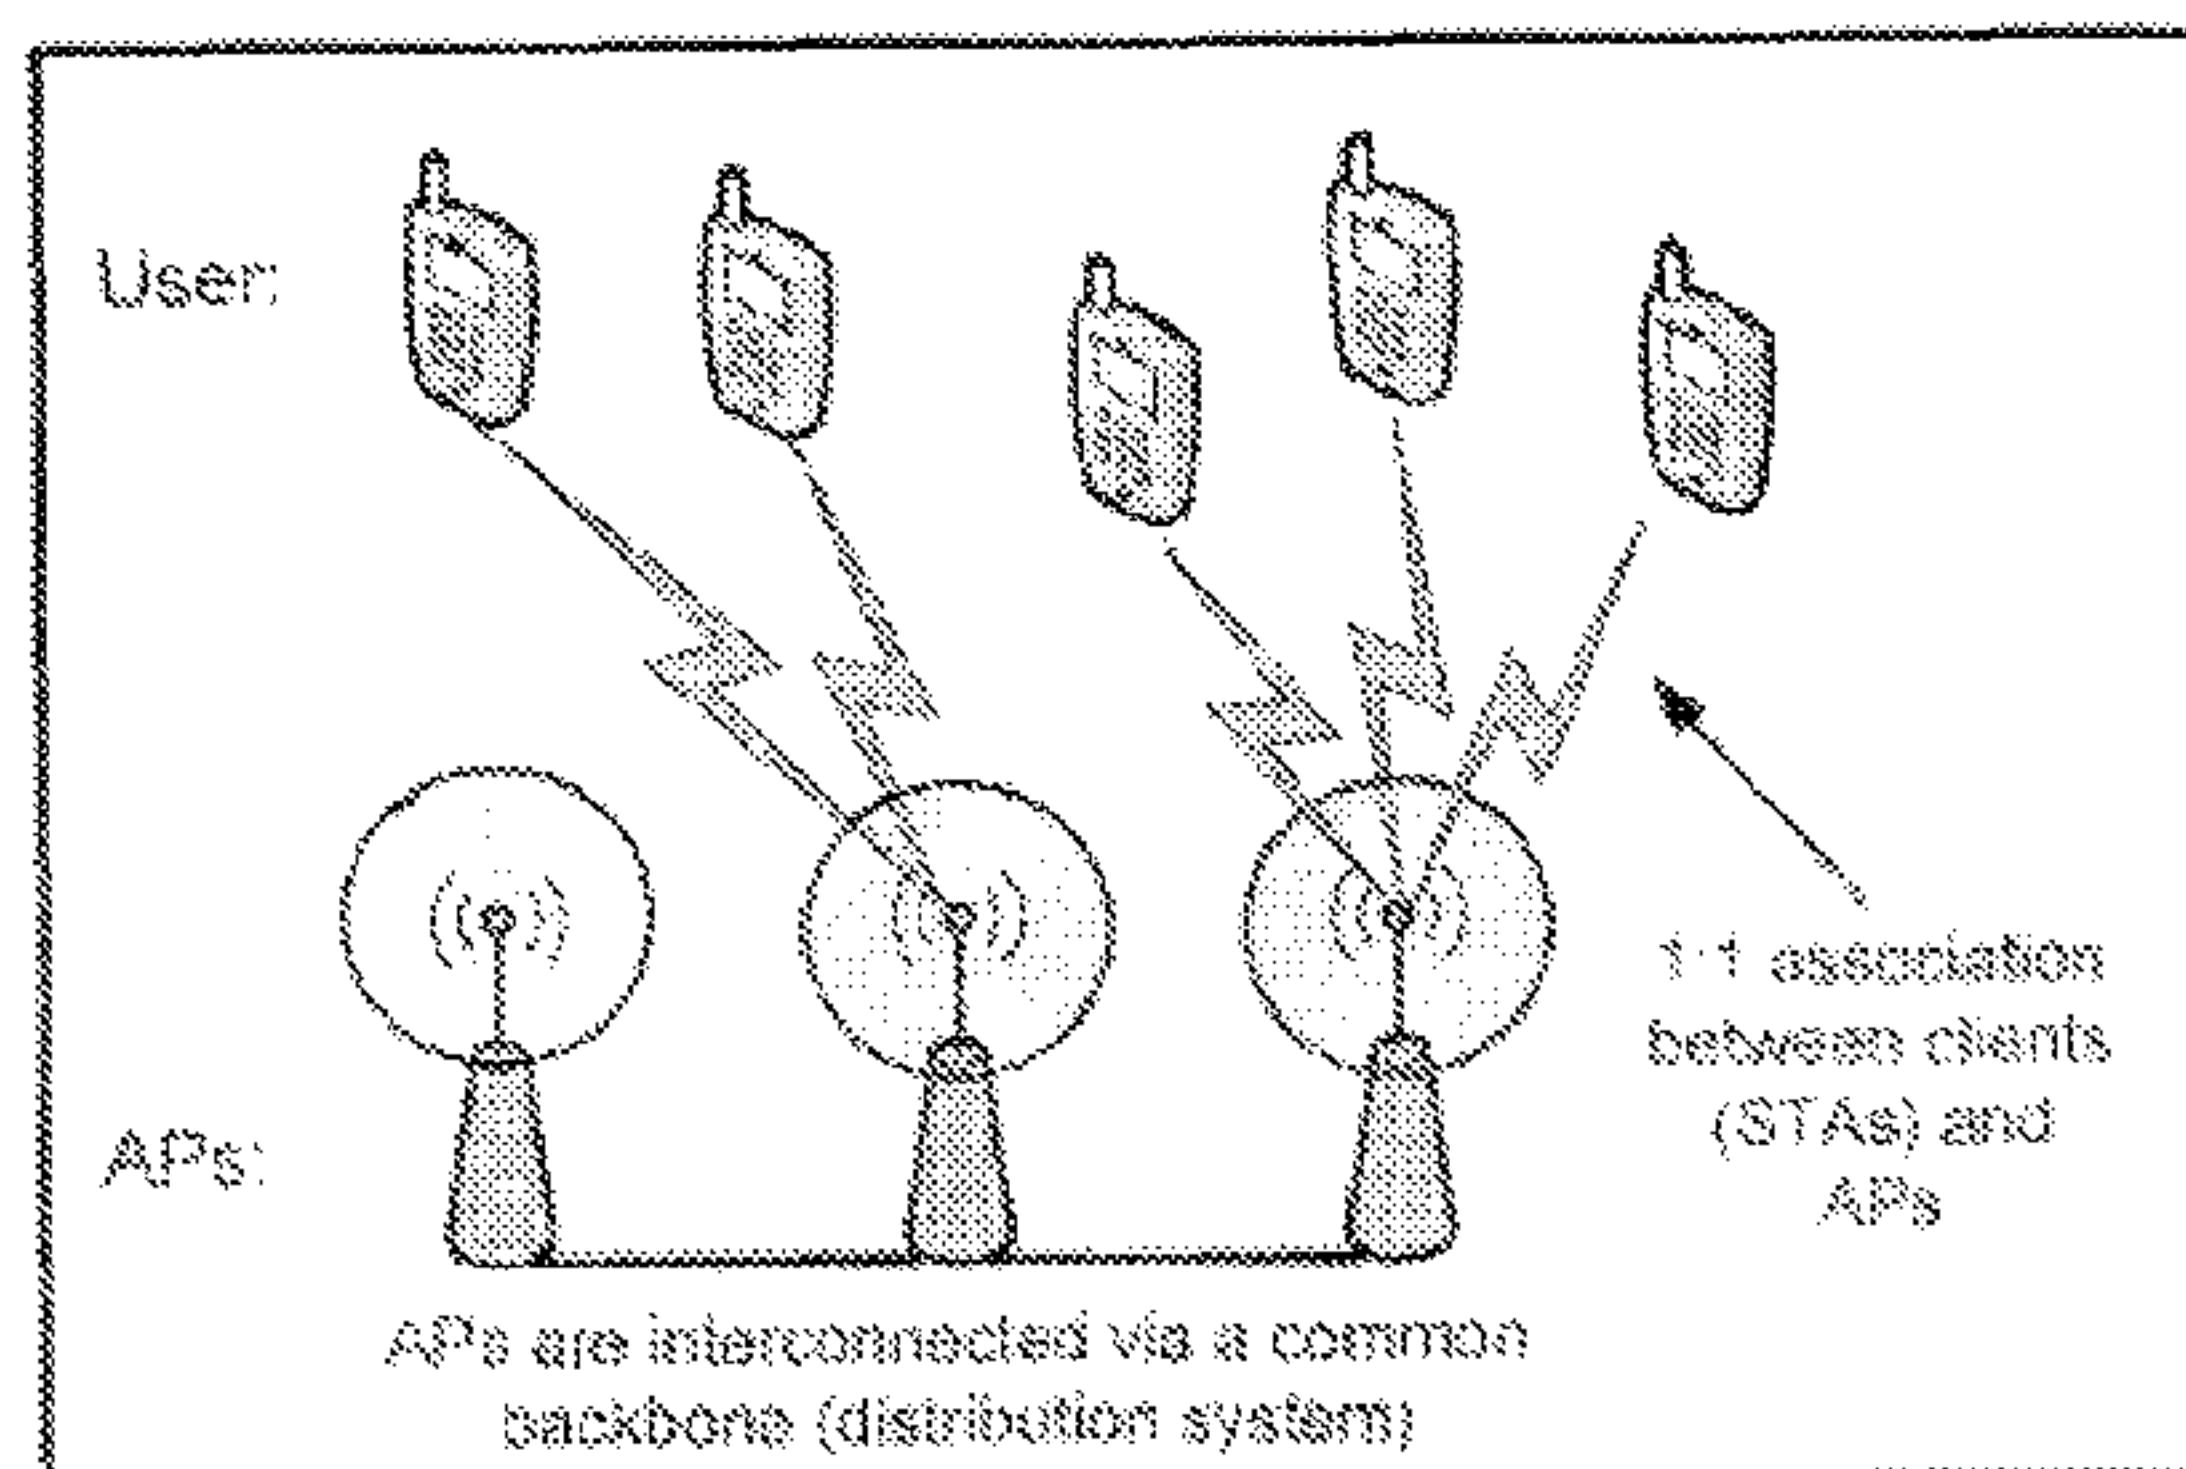 User:
1:1 association
between clients
(STAs) and
APs
APs:
APs are interconnected via a common
backbone (distribution system)